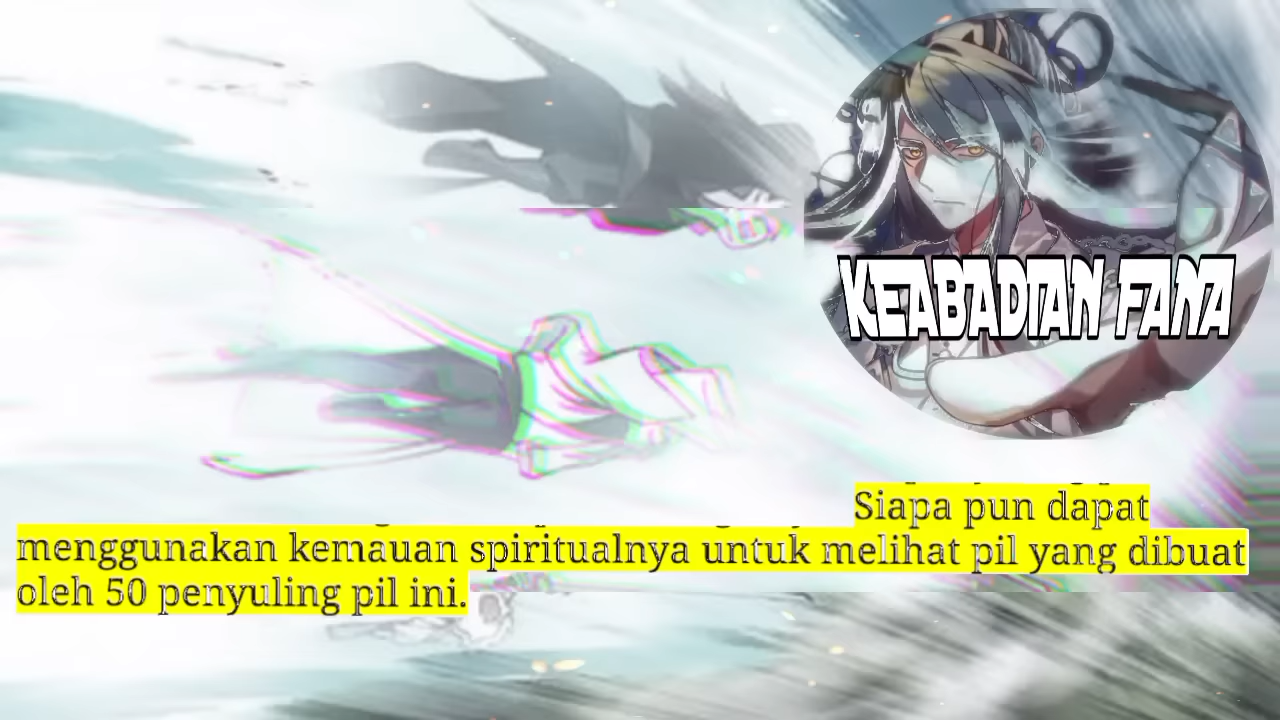 KEABADIAN FANA
Siapa pun dapat
menggunakan kemauan spiritualnya untuk melihat pil yang dibuat
oleh 50 penyuling pil ini.